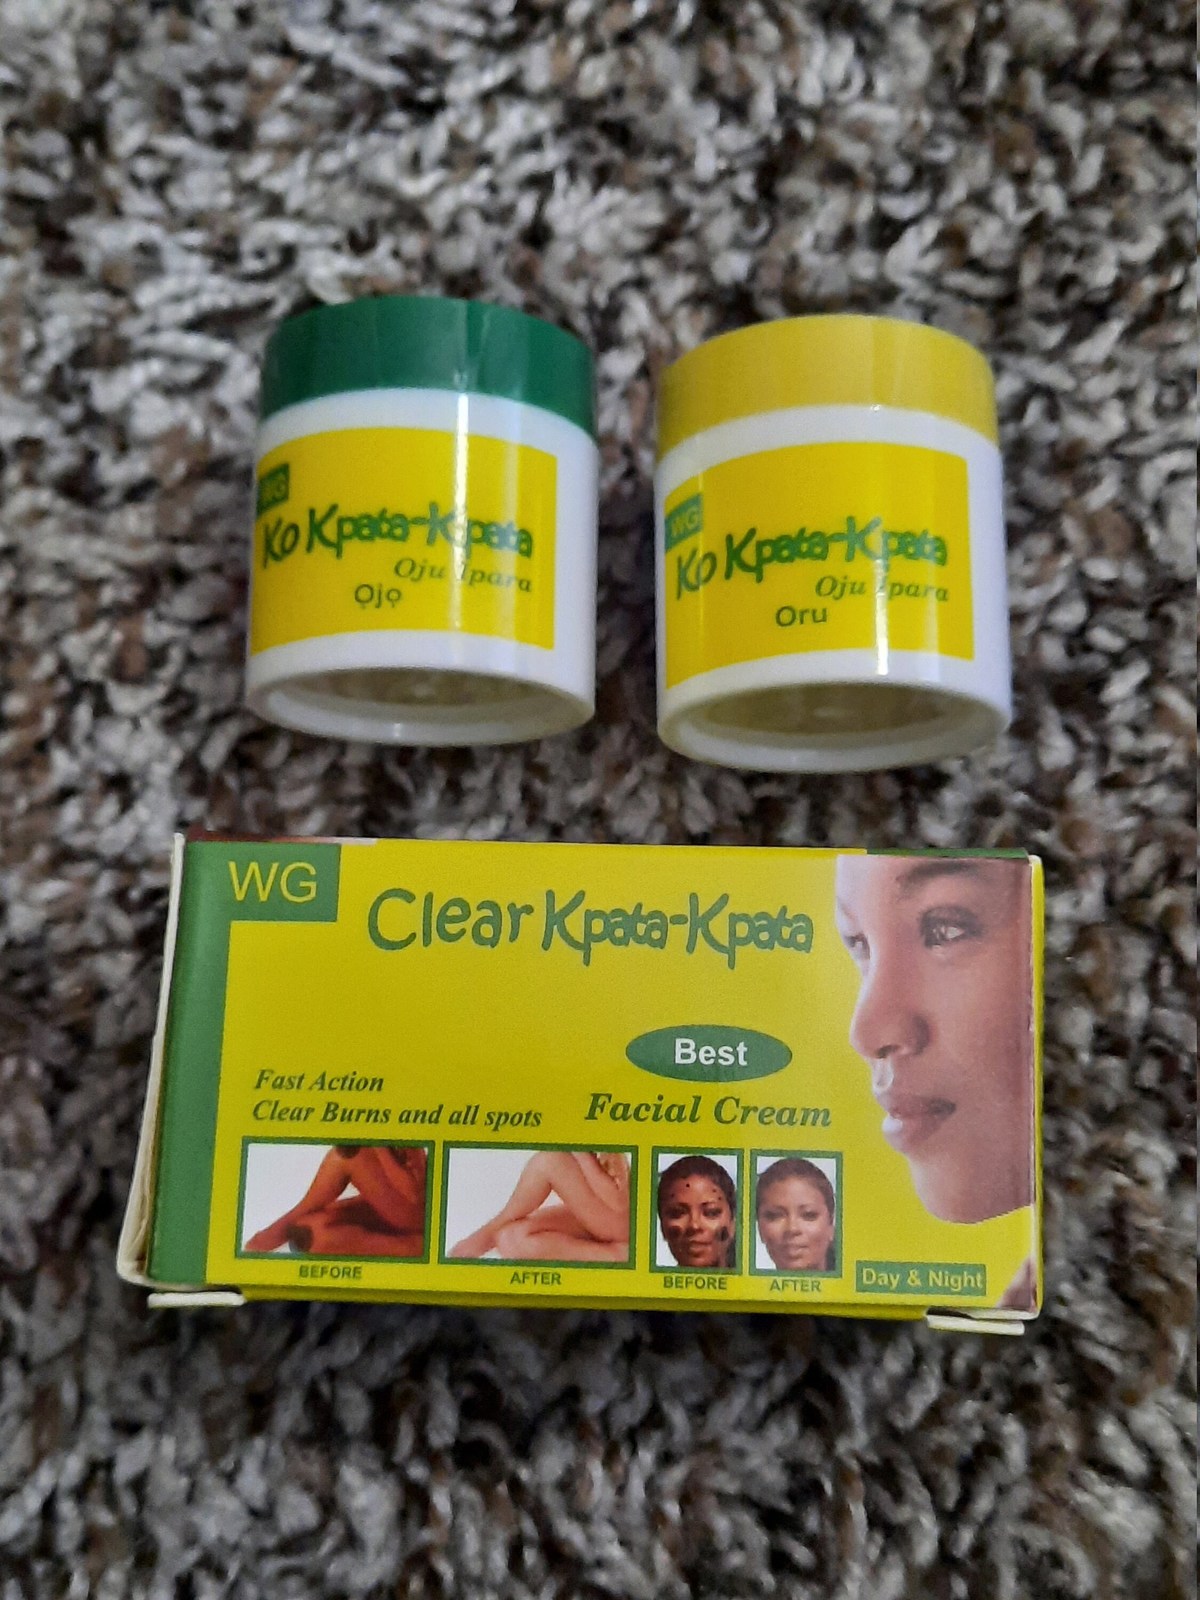 WG
Ko Kpata-Kpata
Oju Ipara
Ọjọ
WG
Ko Kpata-Kpata
Oju Ipara
Oru
WG
Clear Kpata-Kpata
Best
Facial Cream
Fast Action
Clear Burns and all spots
BEFORE
AFTER
BEFORE
AFTER
Day & Night